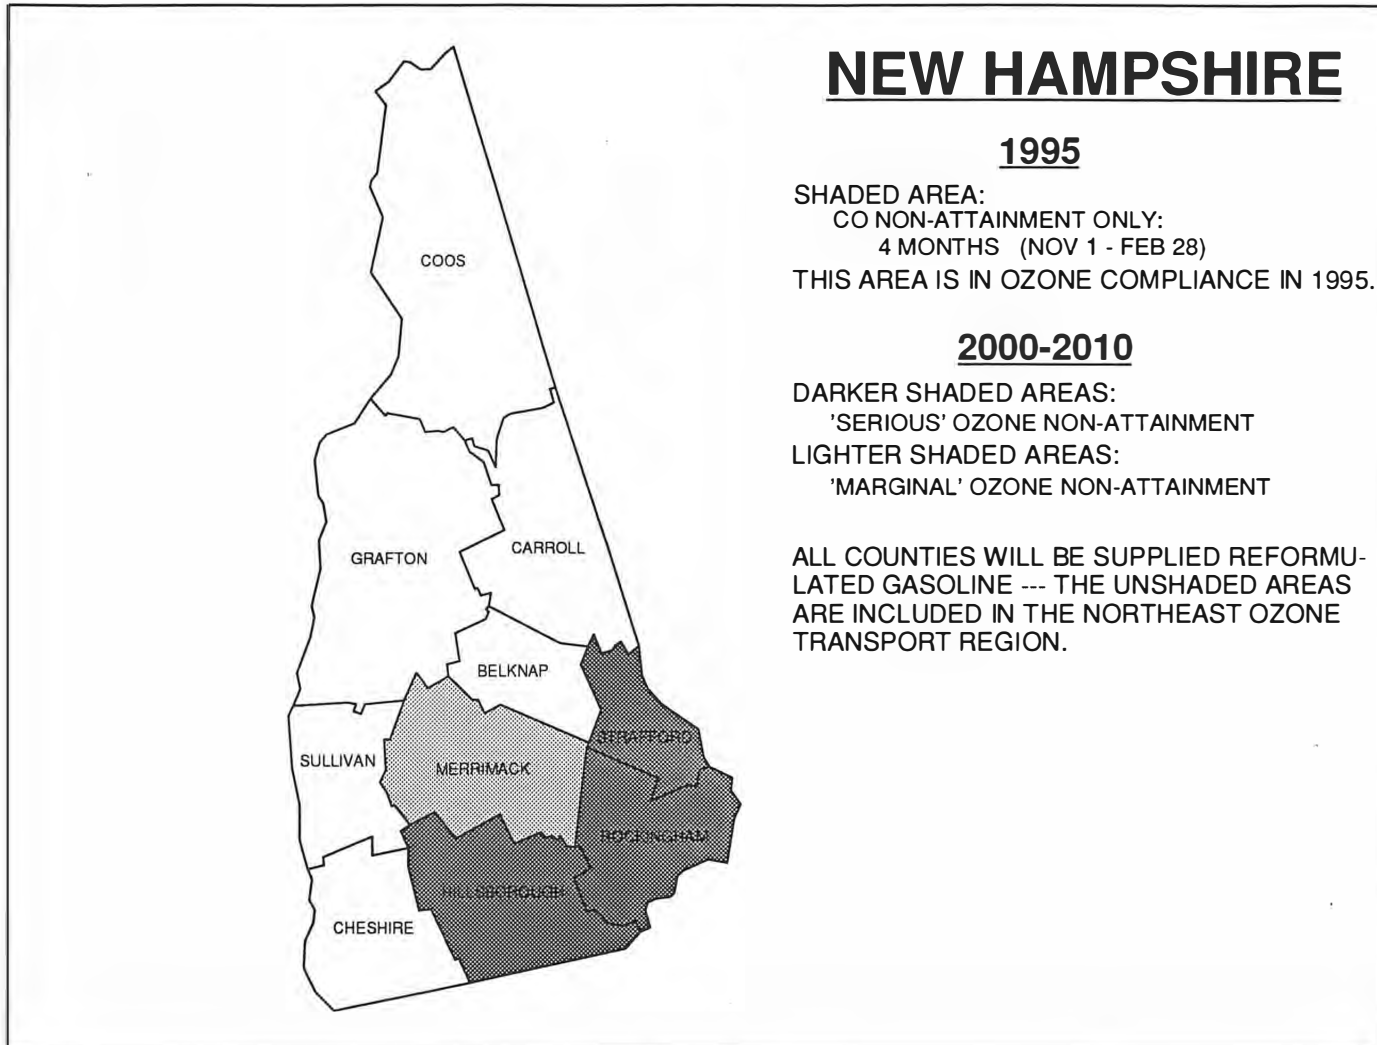 NEW HAMPSHIRE
1995
SHADED AREA:
CO NON-ATTAINMENT ONLY:
4 MONTHS (NOV 1 - FEB 28)
THIS AREA IS IN OZONE COMPLIANCE IN 1995.
2000-2010
DARKER SHADED AREAS:
'SERIOUS' OZONE NON-ATTAINMENT
LIGHTER SHADED AREAS:
'MARGINAL' OZONE NON-ATTAINMENT
ALL COUNTIES WILL BE SUPPLIED REFORMU-
LATED GASOLINE --- THE UNSHADED AREAS
ARE INCLUDED IN THE NORTHEAST OZONE
TRANSPORT REGION.
COOS
GRAFTON
CARROLL
BELKNAP
STRAFFORD
SULLIVAN
MERRIMACK
ROCKINGHAM
HILLSBOROUGH
CHESHIRE